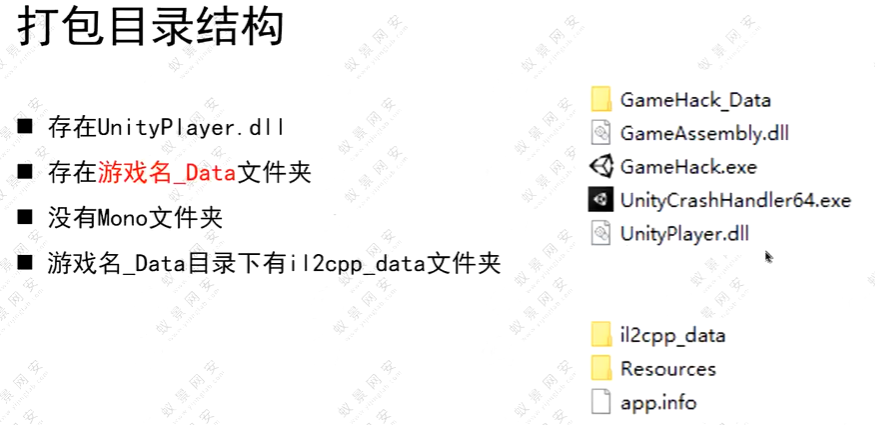 打包目录结构
存在UnityPlayer.dll
存在游戏名_Data文件夹
没有Mono文件夹
游戏名_Data目录下有il2cpp_data文件夹
GameHack_Data
GameAssembly.dll
GameHack.exe
UnityCrashHandler64.exe
UnityPlayer.dll
il2cpp_data
Resources
app.info
蚁景网安